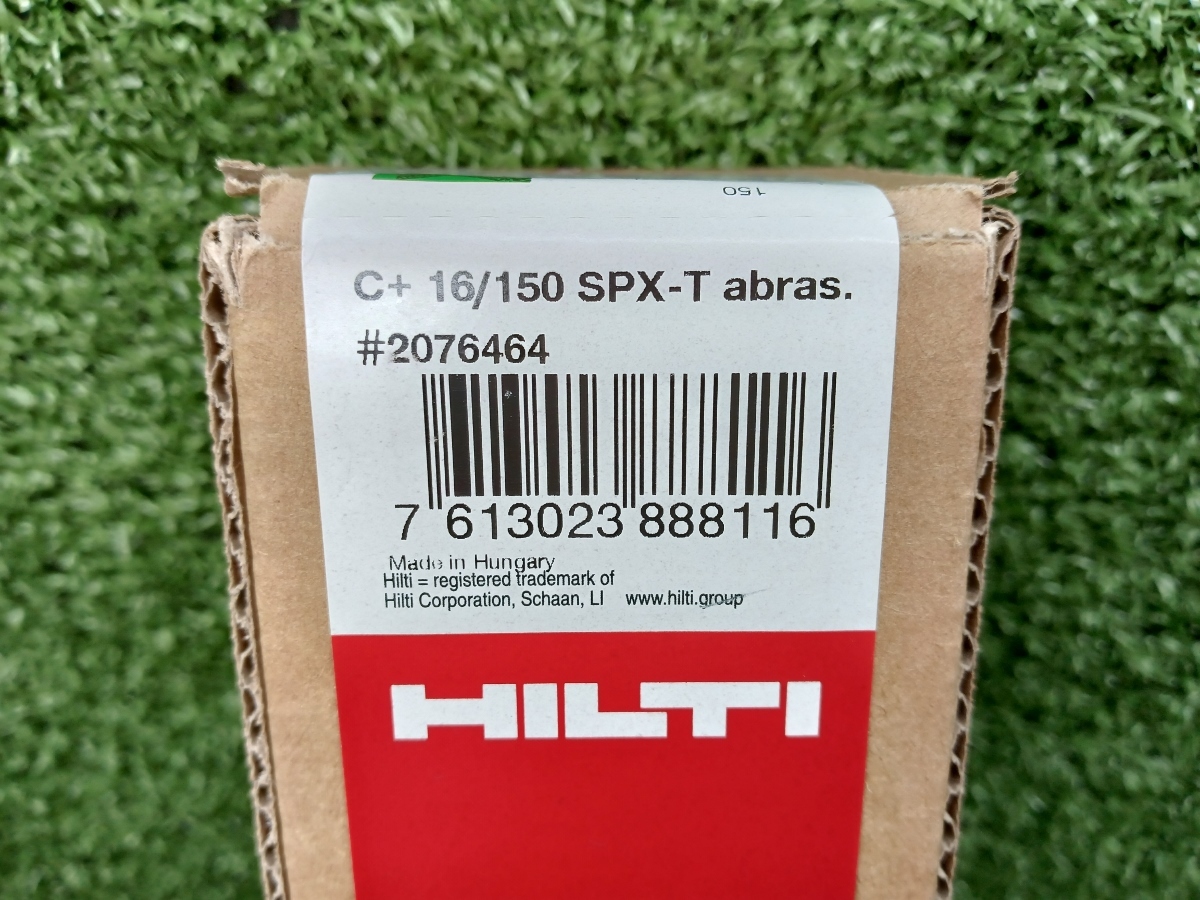 150
C+ 16/150 SPX-T abras.
#2076464
7 613023 888116
Made in Hungary
Hilti = registered trademark of
Hilti Corporation, Schaan, LI www.hilti.group
HILTI